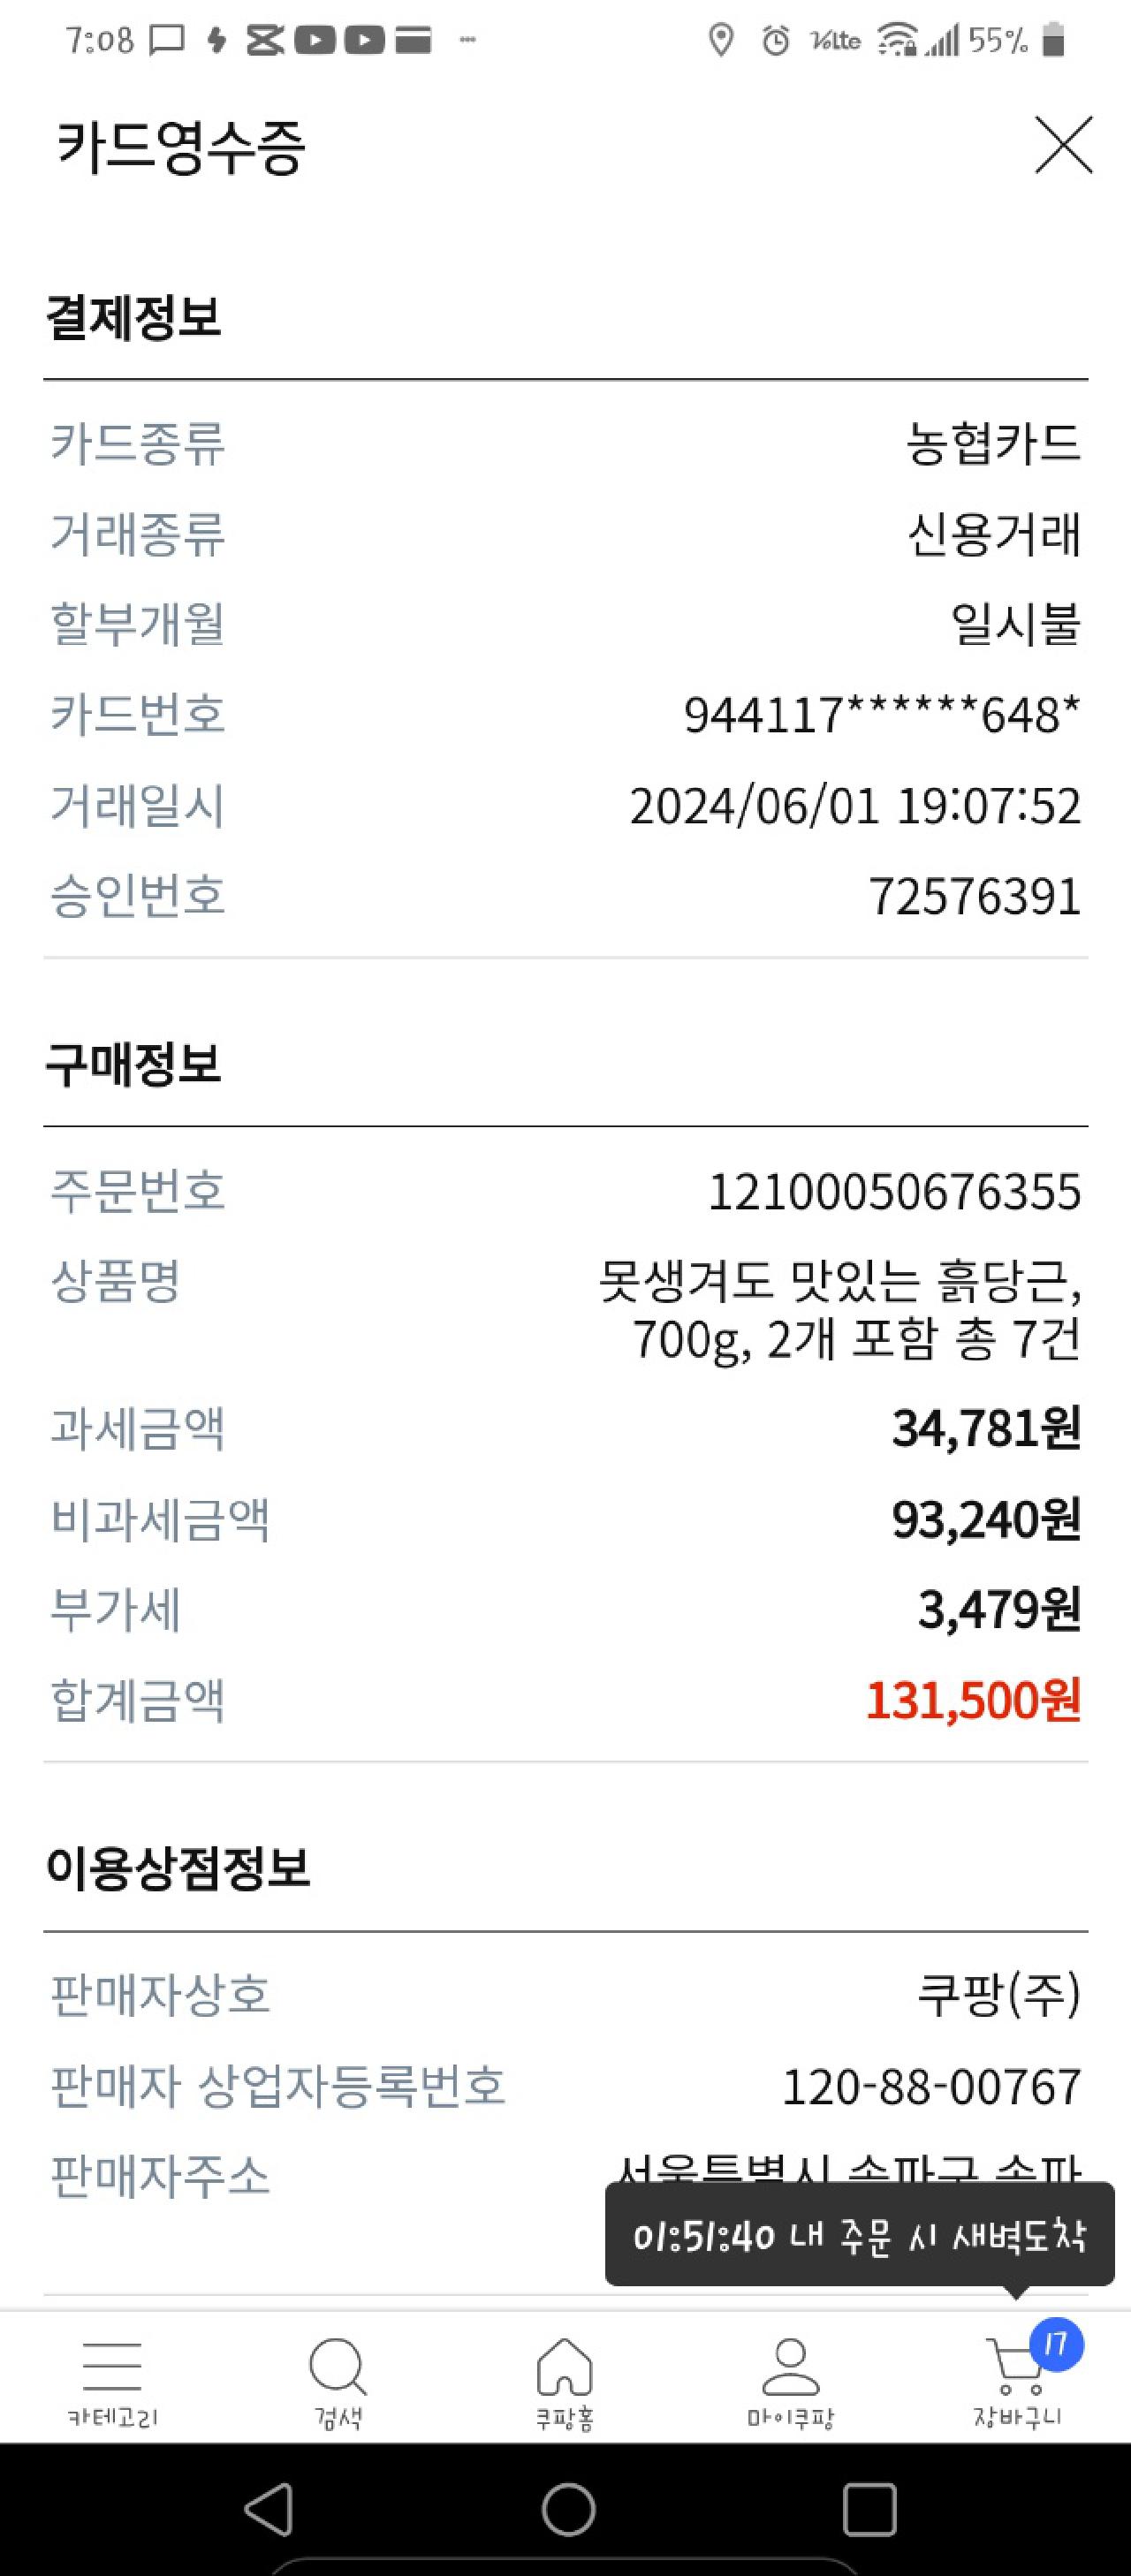 7:08
Volte
55%
카드영수증
결제정보
카드종류 농협카드
거래종류 신용거래
할부개월 일시불
카드번호 944117******648*
거래일시 2024/06/01 19:07:52
승인번호 72576391
구매정보
주문번호 12100050676355
상품명 못생겨도 맛있는 흙당근,
700g, 2개 포함 총 7건
과세금액 34,781원
비과세금액 93,240원
부가세 3,479원
합계금액 131,500원
이용상점정보
판매자상호 쿠팡(주)
판매자 상업자등록번호 120-88-00767
판매자주소 서울특별시 송파구 송파
01:51:40 내 주문 시 새벽도착
17
카테고리 검색 쿠팡홈 마이쿠팡 장바구니